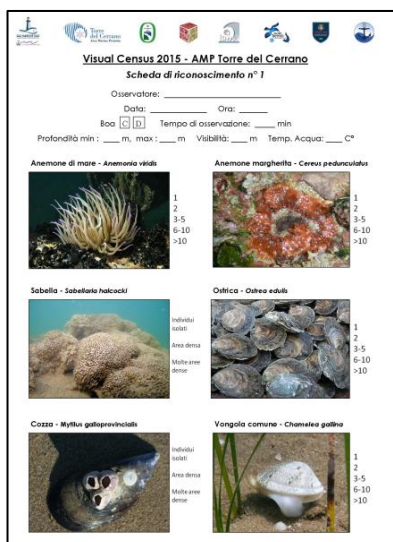 Torre del Cerrano
Visual Census 2015 - AMP Torre del Cerrano
Scheda di riconoscimento n° 1
Osservatore:
Data: Ora:
Boa C D Tempo di osservazione: min
Profondità min : m, max : m Visibilità: m Temp. Acqua: C°
Anemone di mare - Anemonia viridis
1
2
3-5
6-10
>10
Anemone margherita - Cereus pedunculatus
1
2
3-5
6-10
>10
Sabella - Sabellaria halcocki
Individui
isolati
Area densa
Molte aree
dense
Ostrica - Ostrea edulis
1
2
3-5
6-10
>10
Cozza - Mytilus galloprovincialis
Individui
isolati
Area densa
Molte aree
dense
Vongola comune - Chamelea gallina
1
2
3-5
6-10
>10